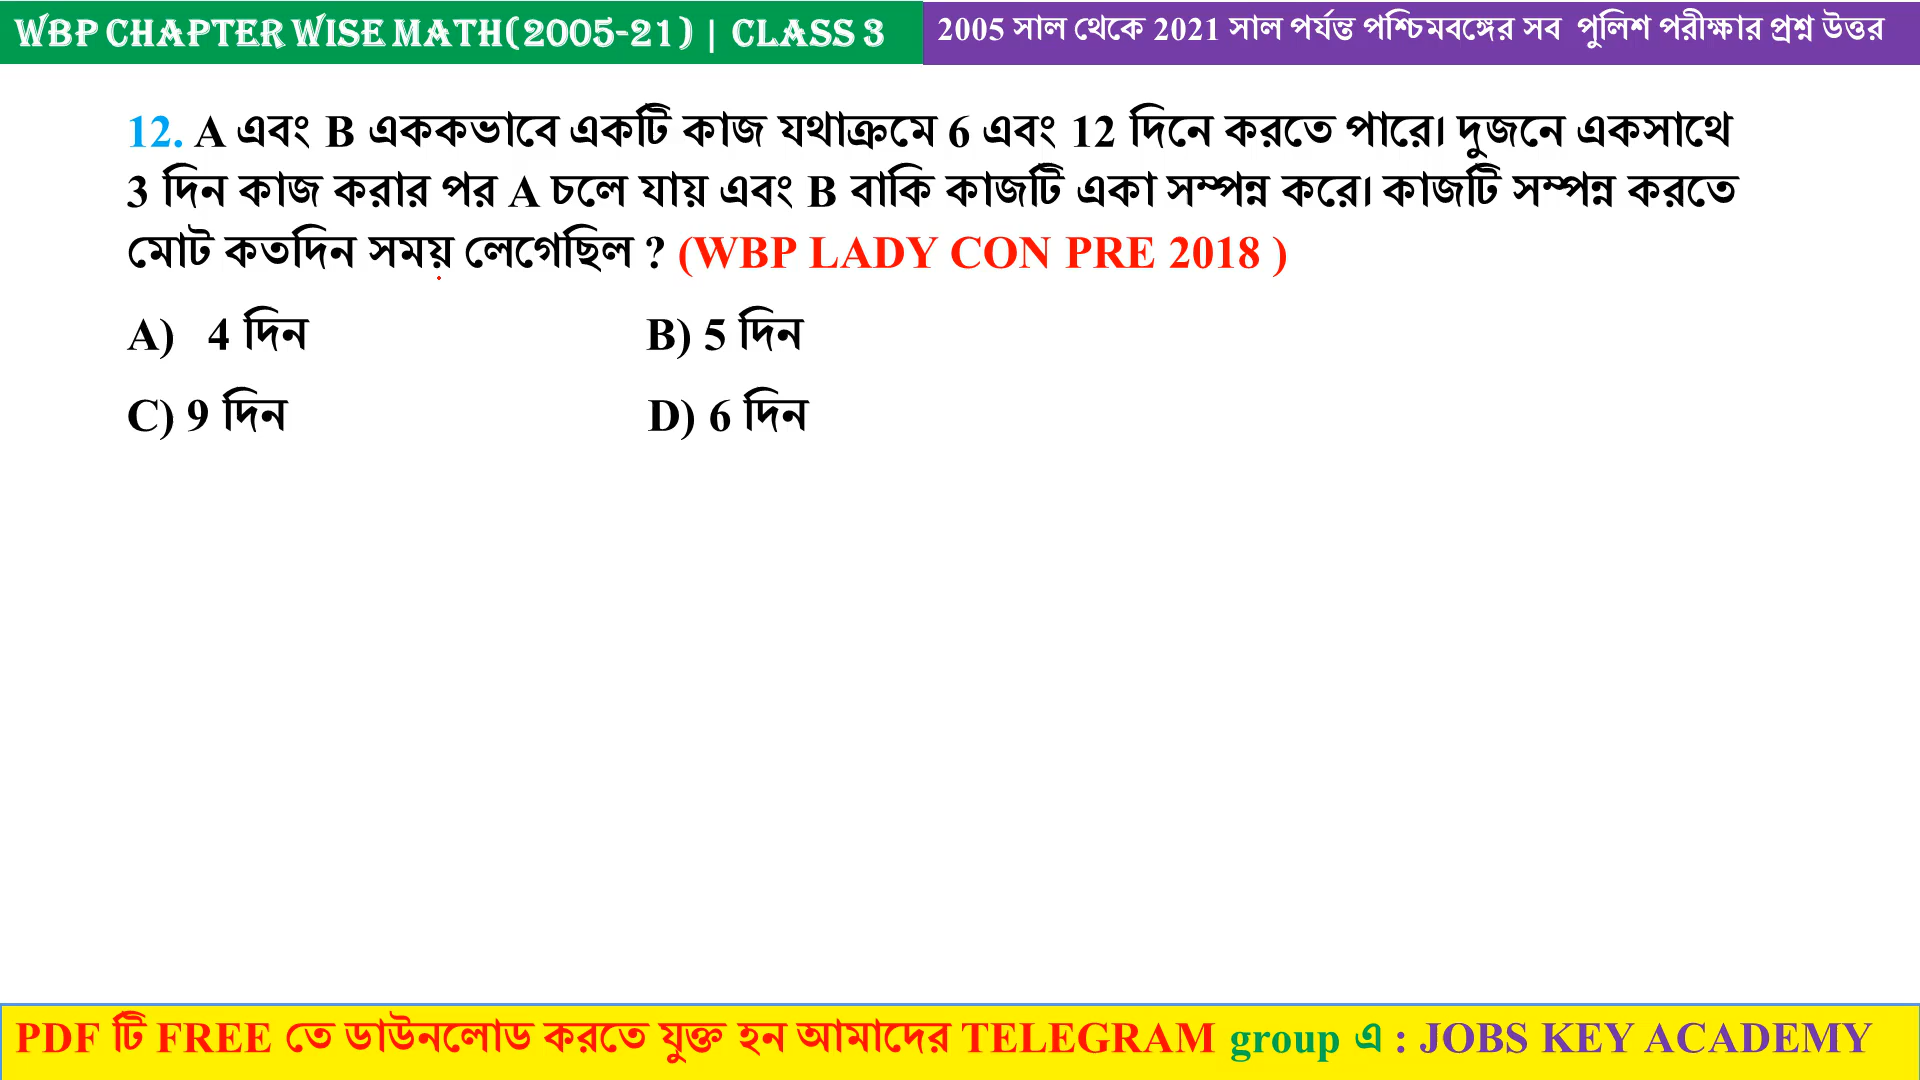 WBP CHAPTER WISE MATH(2005-21) | CLASS 3
2005 সাল থেকে 2021 সাল পর্যন্ত পশ্চিমবঙ্গের সব পুলিশ পরীক্ষার প্রশ্ন উত্তর
12. A এবং B এককভাবে একটি কাজ যথাক্রমে 6 এবং 12 দিনে করতে পারে। দুজনে একসাথে
3 দিন কাজ করার পর A চলে যায় এবং B বাকি কাজটি একা সম্পন্ন করে। কাজটি সম্পন্ন করতে
মোট কতদিন সময় লেগেছিল ? (WBP LADY CON PRE 2018 )
A) 4 দিন B) 5 দিন
C) 9 দিন D) 6 দিন
PDF টি FREE তে ডাউনলোড করতে যুক্ত হন আমাদের TELEGRAM group এ : JOBS KEY ACADEMY